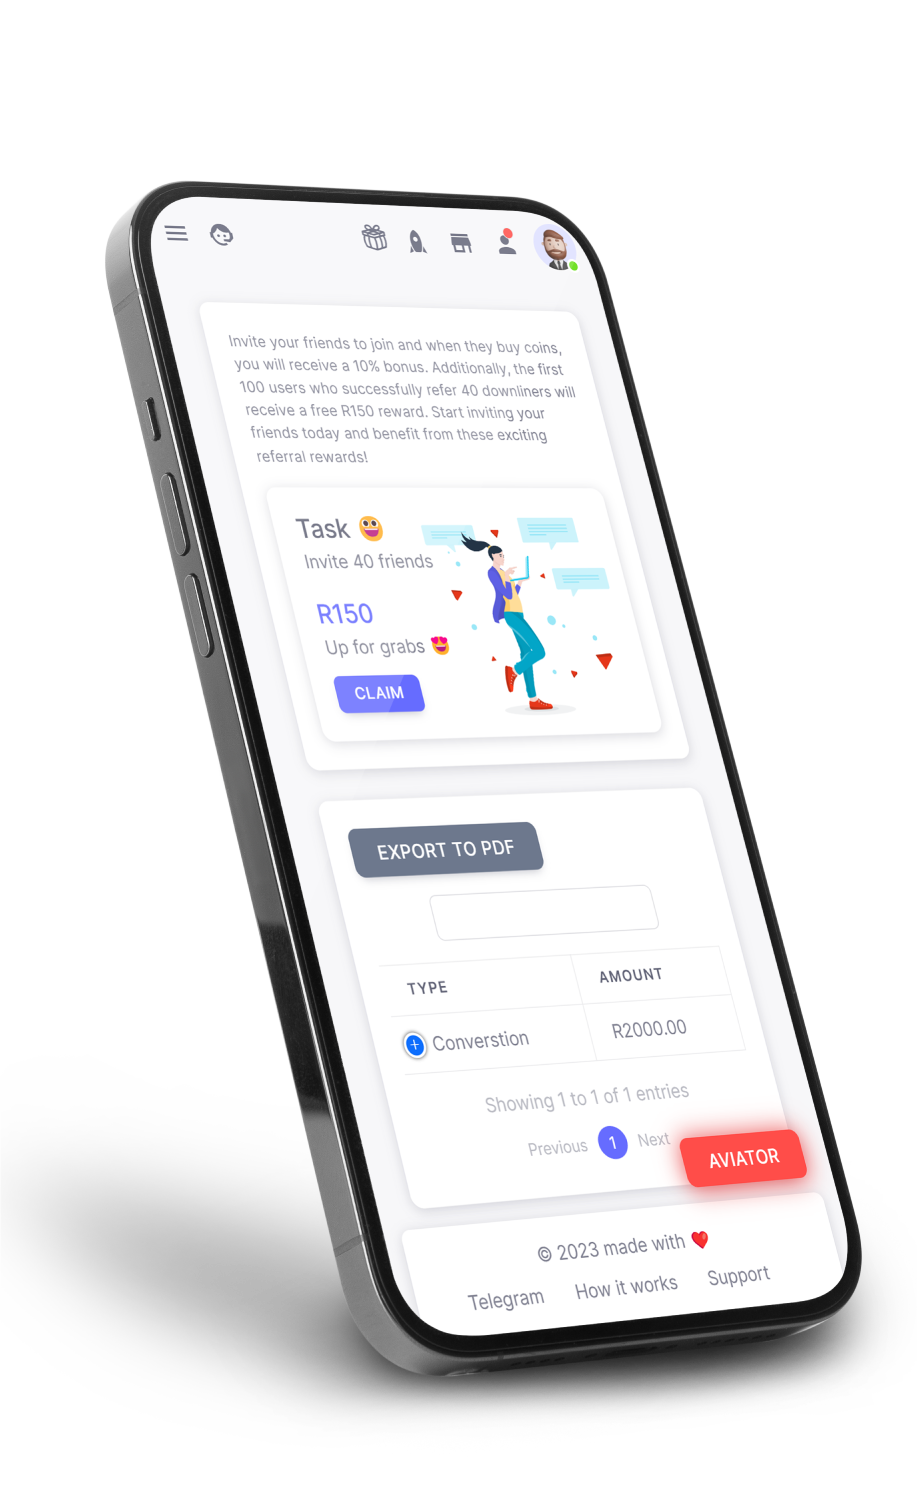 Invite your friends to join and when they buy coins,
you will receive a 10% bonus. Additionally, the first
100 users who successfully refer 40 downliners will
receive a free R150 reward. Start inviting your
friends today and benefit from these exciting
referral rewards!
Task 😀
Invite 40 friends
R150
Up for grabs 😍
CLAIM
EXPORT TO PDF
TYPE AMOUNT
+ Converstion R2000.00
Showing 1 to 1 of 1 entries
Previous 1 Next
AVIATOR
© 2023 made with ❤️
Telegram How it works Support